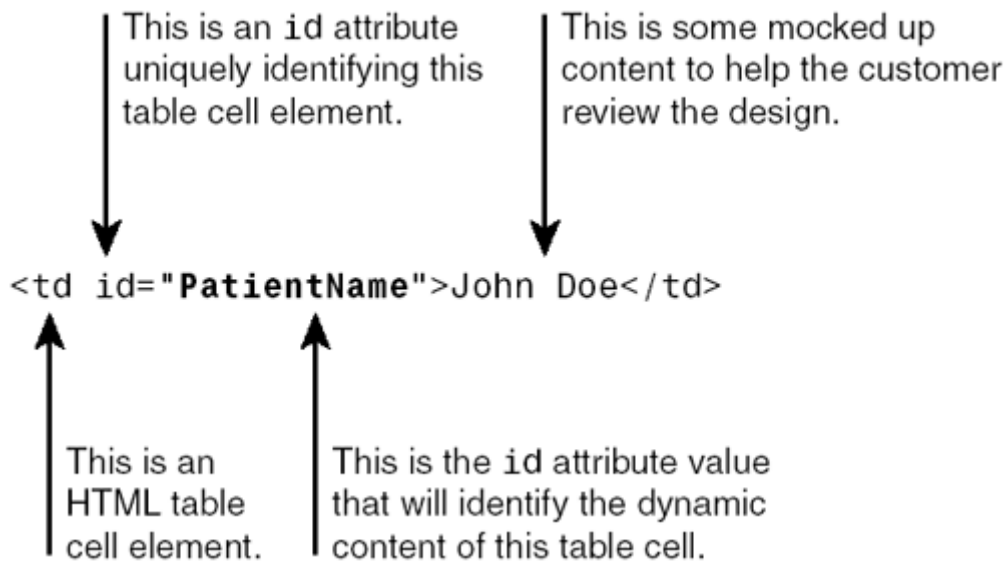 This is an id attribute
uniquely identifying this
table cell element.
This is some mocked up
content to help the customer
review the design.
<td id="PatientName">John Doe</td>
This is an
HTML table
cell element.
This is the id attribute value
that will identify the dynamic
content of this table cell.